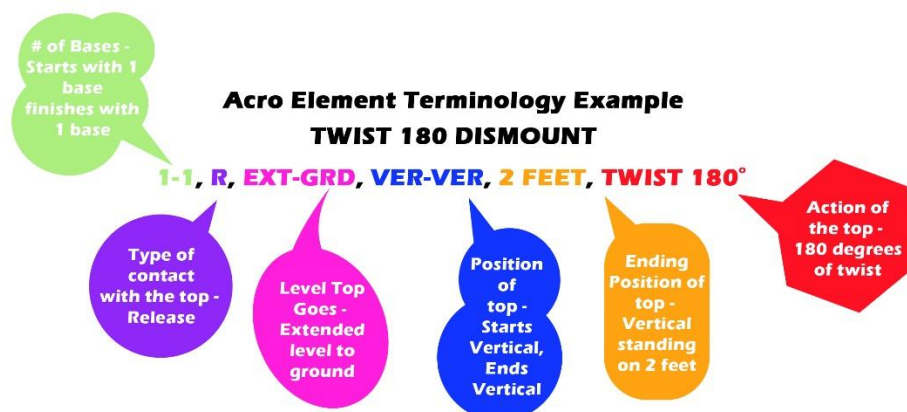 # of Bases -
Starts with 1
base
finishes with
1 base
Acro Element Terminology Example
TWIST 180 DISMOUNT
1-1, R, EXT-GRD, VER-VER, 2 FEET, TWIST 180°
Type of
contact
with the top -
Release
Level Top
Goes -
Extended
level to
ground
Position
of
top -
Starts
Vertical,
Ends
Vertical
Ending
Position of
top -
Vertical
standing
on 2 feet
Action of
the top -
180 degrees
of twist